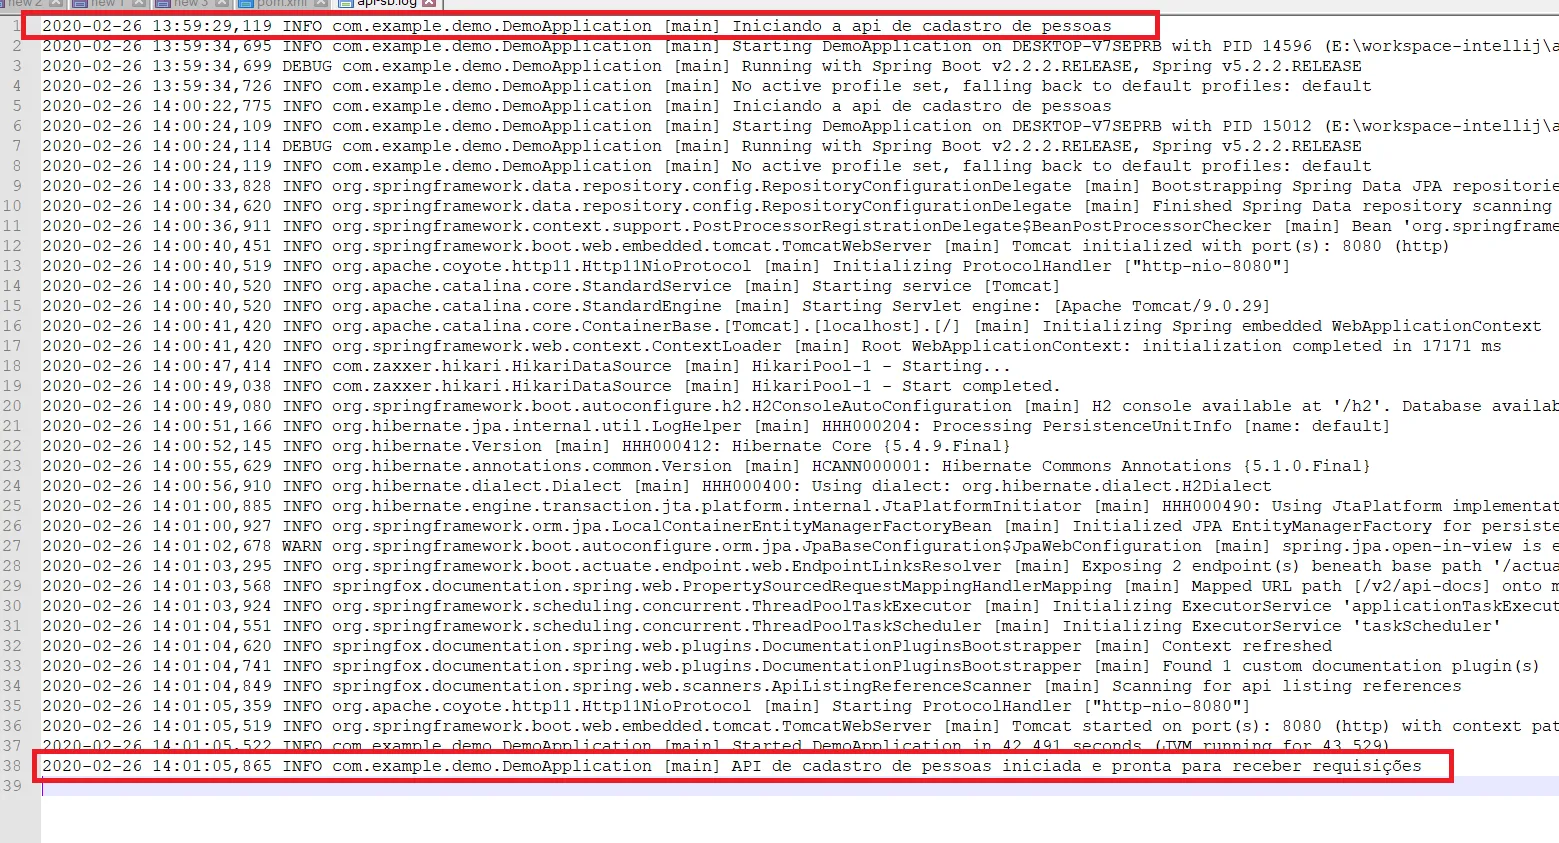 new 2 new 1 new 3 pom.xml api-sb.log
1 2020-02-26 13:59:29,119 INFO com.example.demo.DemoApplication [main] Iniciando a api de cadastro de pessoas
2 2020-02-26 13:59:34,695 INFO com.example.demo.DemoApplication [main] Starting DemoApplication on DESKTOP-V7SEPRB with PID 14596 (E:\workspace-intellij\a
3 2020-02-26 13:59:34,699 DEBUG com.example.demo.DemoApplication [main] Running with Spring Boot v2.2.2.RELEASE, Spring v5.2.2.RELEASE
4 2020-02-26 13:59:34,726 INFO com.example.demo.DemoApplication [main] No active profile set, falling back to default profiles: default
5 2020-02-26 14:00:22,775 INFO com.example.demo.DemoApplication [main] Iniciando a api de cadastro de pessoas
6 2020-02-26 14:00:24,109 INFO com.example.demo.DemoApplication [main] Starting DemoApplication on DESKTOP-V7SEPRB with PID 15012 (E:\workspace-intellij\a
7 2020-02-26 14:00:24,114 DEBUG com.example.demo.DemoApplication [main] Running with Spring Boot v2.2.2.RELEASE, Spring v5.2.2.RELEASE
8 2020-02-26 14:00:24,119 INFO com.example.demo.DemoApplication [main] No active profile set, falling back to default profiles: default
9 2020-02-26 14:00:33,828 INFO org.springframework.data.repository.config.RepositoryConfigurationDelegate [main] Bootstrapping Spring Data JPA repositorie
10 2020-02-26 14:00:34,620 INFO org.springframework.data.repository.config.RepositoryConfigurationDelegate [main] Finished Spring Data repository scanning
11 2020-02-26 14:00:36,911 INFO org.springframework.context.support.PostProcessorRegistrationDelegate$BeanPostProcessorChecker [main] Bean 'org.springframe
12 2020-02-26 14:00:40,451 INFO org.springframework.boot.web.embedded.tomcat.TomcatWebServer [main] Tomcat initialized with port(s): 8080 (http)
13 2020-02-26 14:00:40,519 INFO org.apache.coyote.http11.Http11NioProtocol [main] Initializing ProtocolHandler ["http-nio-8080"]
14 2020-02-26 14:00:40,520 INFO org.apache.catalina.core.StandardService [main] Starting service [Tomcat]
15 2020-02-26 14:00:40,520 INFO org.apache.catalina.core.StandardEngine [main] Starting Servlet engine: [Apache Tomcat/9.0.29]
16 2020-02-26 14:00:41,420 INFO org.apache.catalina.core.ContainerBase.[Tomcat].[localhost].[/] [main] Initializing Spring embedded WebApplicationContext
17 2020-02-26 14:00:41,420 INFO org.springframework.web.context.ContextLoader [main] Root WebApplicationContext: initialization completed in 17171 ms
18 2020-02-26 14:00:47,414 INFO com.zaxxer.hikari.HikariDataSource [main] HikariPool-1 - Starting...
19 2020-02-26 14:00:49,038 INFO com.zaxxer.hikari.HikariDataSource [main] HikariPool-1 - Start completed.
20 2020-02-26 14:00:49,080 INFO org.springframework.boot.autoconfigure.h2.H2ConsoleAutoConfiguration [main] H2 console available at '/h2'. Database availab
21 2020-02-26 14:00:51,166 INFO org.hibernate.jpa.internal.util.LogHelper [main] HHH000204: Processing PersistenceUnitInfo [name: default]
22 2020-02-26 14:00:52,145 INFO org.hibernate.Version [main] HHH000412: Hibernate Core {5.4.9.Final}
23 2020-02-26 14:00:55,629 INFO org.hibernate.annotations.common.Version [main] HCANN000001: Hibernate Commons Annotations {5.1.0.Final}
24 2020-02-26 14:00:56,910 INFO org.hibernate.dialect.Dialect [main] HHH000400: Using dialect: org.hibernate.dialect.H2Dialect
25 2020-02-26 14:01:00,885 INFO org.hibernate.engine.transaction.jta.platform.internal.JtaPlatformInitiator [main] HHH000490: Using JtaPlatform implementat
26 2020-02-26 14:01:00,927 INFO org.springframework.orm.jpa.LocalContainerEntityManagerFactoryBean [main] Initialized JPA EntityManagerFactory for persiste
27 2020-02-26 14:01:02,678 WARN org.springframework.boot.autoconfigure.orm.jpa.JpaBaseConfiguration$JpaWebConfiguration [main] spring.jpa.open-in-view is e
28 2020-02-26 14:01:03,295 INFO org.springframework.boot.actuate.endpoint.web.EndpointLinksResolver [main] Exposing 2 endpoint(s) beneath base path '/actua
29 2020-02-26 14:01:03,568 INFO springfox.documentation.spring.web.PropertySourcedRequestMappingHandlerMapping [main] Mapped URL path [/v2/api-docs] onto m
30 2020-02-26 14:01:03,924 INFO org.springframework.scheduling.concurrent.ThreadPoolTaskExecutor [main] Initializing ExecutorService 'applicationTaskExecut
31 2020-02-26 14:01:04,551 INFO org.springframework.scheduling.concurrent.ThreadPoolTaskScheduler [main] Initializing ExecutorService 'taskScheduler'
32 2020-02-26 14:01:04,620 INFO springfox.documentation.spring.web.plugins.DocumentationPluginsBootstrapper [main] Context refreshed
33 2020-02-26 14:01:04,741 INFO springfox.documentation.spring.web.plugins.DocumentationPluginsBootstrapper [main] Found 1 custom documentation plugin(s)
34 2020-02-26 14:01:04,849 INFO springfox.documentation.spring.web.scanners.ApiListingReferenceScanner [main] Scanning for api listing references
35 2020-02-26 14:01:05,359 INFO org.apache.coyote.http11.Http11NioProtocol [main] Starting ProtocolHandler ["http-nio-8080"]
36 2020-02-26 14:01:05,519 INFO org.springframework.boot.web.embedded.tomcat.TomcatWebServer [main] Tomcat started on port(s): 8080 (http) with context pat
37 2020-02-26 14:01:05,522 INFO com.example.demo.DemoApplication [main] Started DemoApplication in 42.491 seconds (JVM running for 43.529)
38 2020-02-26 14:01:05,865 INFO com.example.demo.DemoApplication [main] API de cadastro de pessoas iniciada e pronta para receber requisições
39